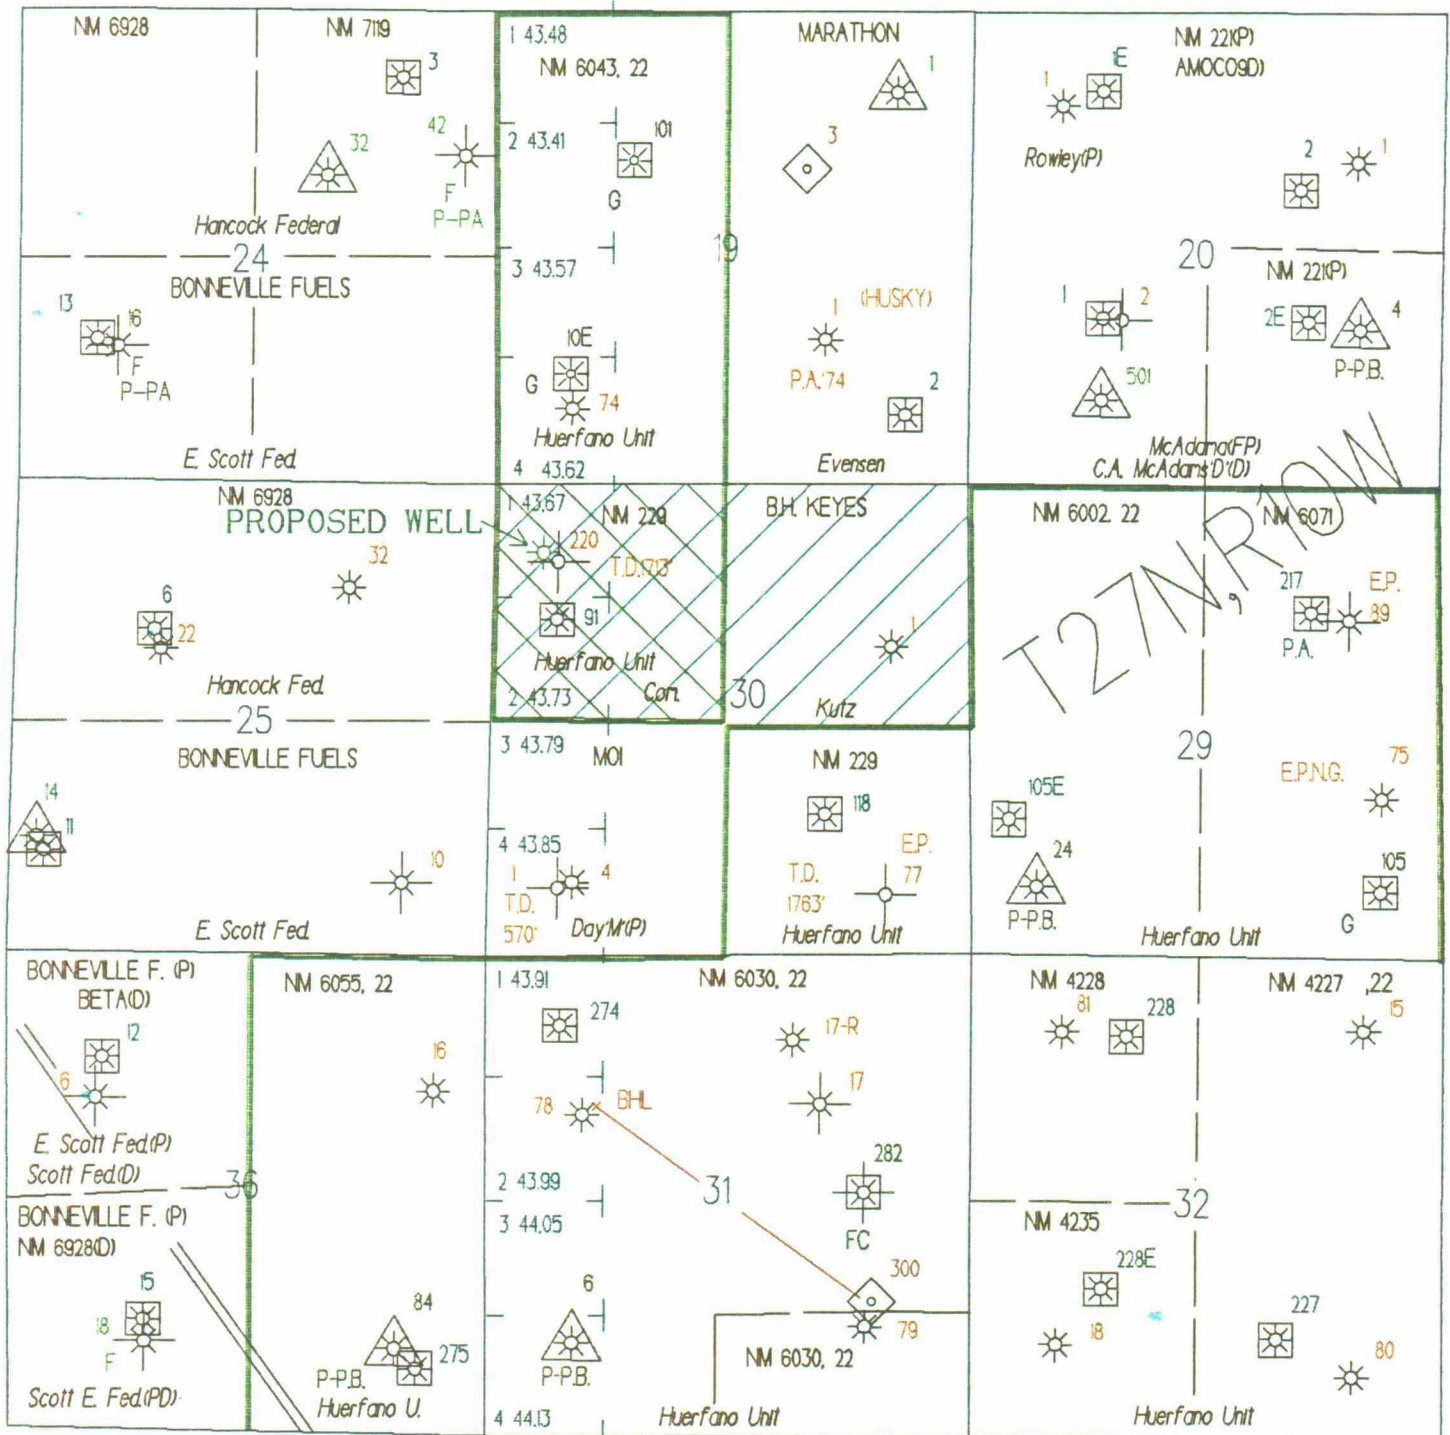 NM 6928
NM 7119
3
32
42
F
P-PA
Hancock Federal
24
BONNEVILLE FUELS
13
16
F
P-PA
E. Scott Fed.
1 43.48
NM 6043, 22
2 43.41
101
G
3 43.57
19
10E
G
74
Huerfano Unit
4 43.62
MARATHON
1
3
1
(HUSKY)
P.A.'74
2
Evensen
NM 221(P)
AMOCO9D)
1
1E
Rowley(P)
2
1
20
NM 221(P)
1
2
2E
4
P-P.B.
501
McAdams(FP)
C.A. McAdams'D'(D)
T27N,R10W
NM 6928
PROPOSED WELL
32
6
22
Hancock Fed.
25
BONNEVILLE FUELS
14
11
10
E. Scott Fed.
1 43.67
NM 229
220
T.D.1713'
91
Huerfano Unit
Com.
2 43.73
30
B.H. KEYES
1
Kutz
3 43.79
MOI
4 43.85
1
T.D.
570'
4
Day'M'(P)
NM 229
118
E.P.
77
T.D.
1763'
Huerfano Unit
NM 6002, 22
NM 6071
217
P.A.
E.P.
89
29
E.P.N.G.
75
105E
24
P-P.B.
105
G
Huerfano Unit
BONNEVILLE F. (P)
BETA(D)
12
6
E. Scott Fed.(P)
Scott Fed.(D)
36
BONNEVILLE F. (P)
NM 6928(D)
15
18
F
Scott E. Fed.(PD)
NM 6055, 22
16
84
P-P.B.
275
Huerfano U.
1 43.91
NM 6030, 22
274
17-R
17
78
BHL
282
FC
2 43.99
3 44.05
31
300
6
P-P.B.
79
NM 6030, 22
4 44.13
Huerfano Unit
NM 4228
NM 4227 ,22
81
228
15
NM 4235
32
228E
18
227
80
Huerfano Unit